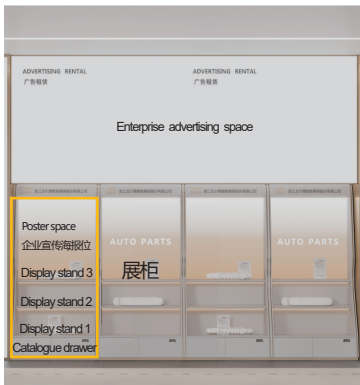 ADVERTISING RENTAL
广告租赁
ADVERTISING RENTAL
广告租赁
Enterprise advertising space
Poster space
企业宣传海报位
Display stand 3
Display stand 2
Display stand 1
Catalogue drawer
AUTO PARTS
展柜
AUTO PARTS